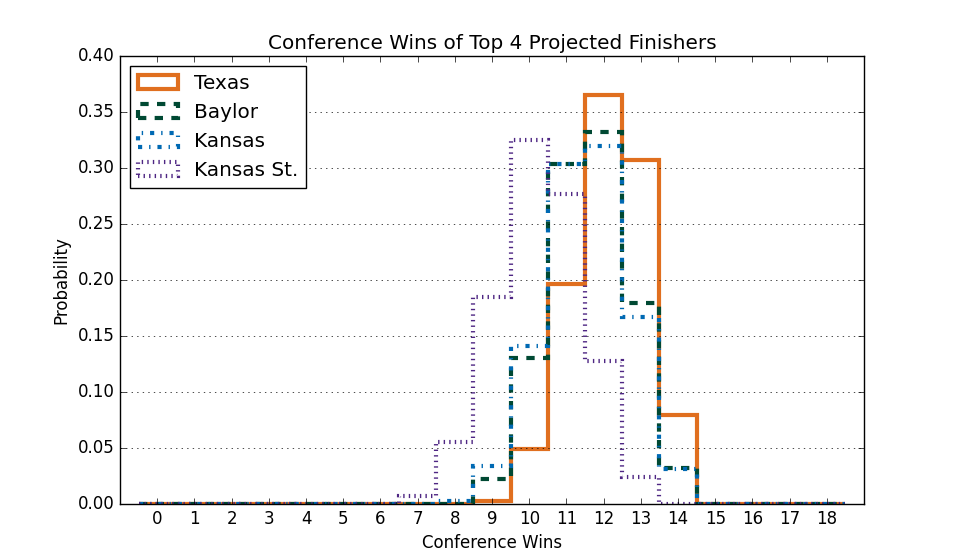 Conference Wins of Top 4 Projected Finishers
0.40
0.35
0.30
0.25
0.20
0.15
0.10
0.05
0.00
Probability
Texas
Baylor
Kansas
Kansas St.
0 1 2 3 4 5 6 7 8 9 10 11 12 13 14 15 16 17 18
Conference Wins